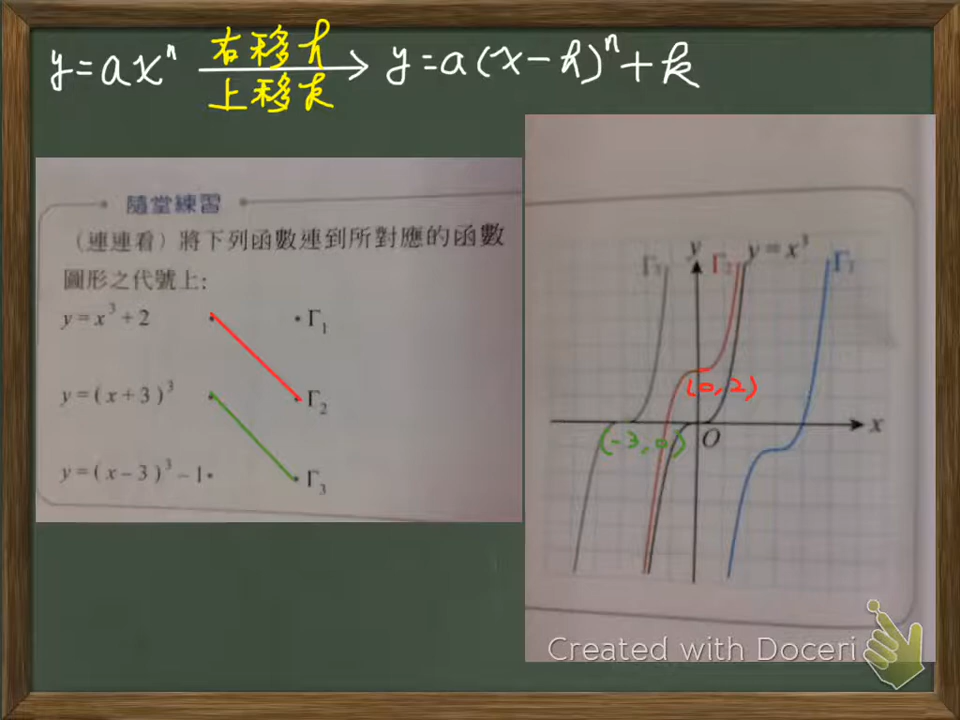 y=ax^n 右移h 上移k → y=a(x-h)^n+k
隨堂練習
（連連看）將下列函數連到所對應的函數
圖形之代號上：
y=x^3+2 · · Γ1
y=(x+3)^3 · · Γ2
y=(x-3)^3-1 · · Γ3
Γ3 y Γ2 y=x^3 Γ1
(0,2)
x
(-3,0) O
Created with Doceri